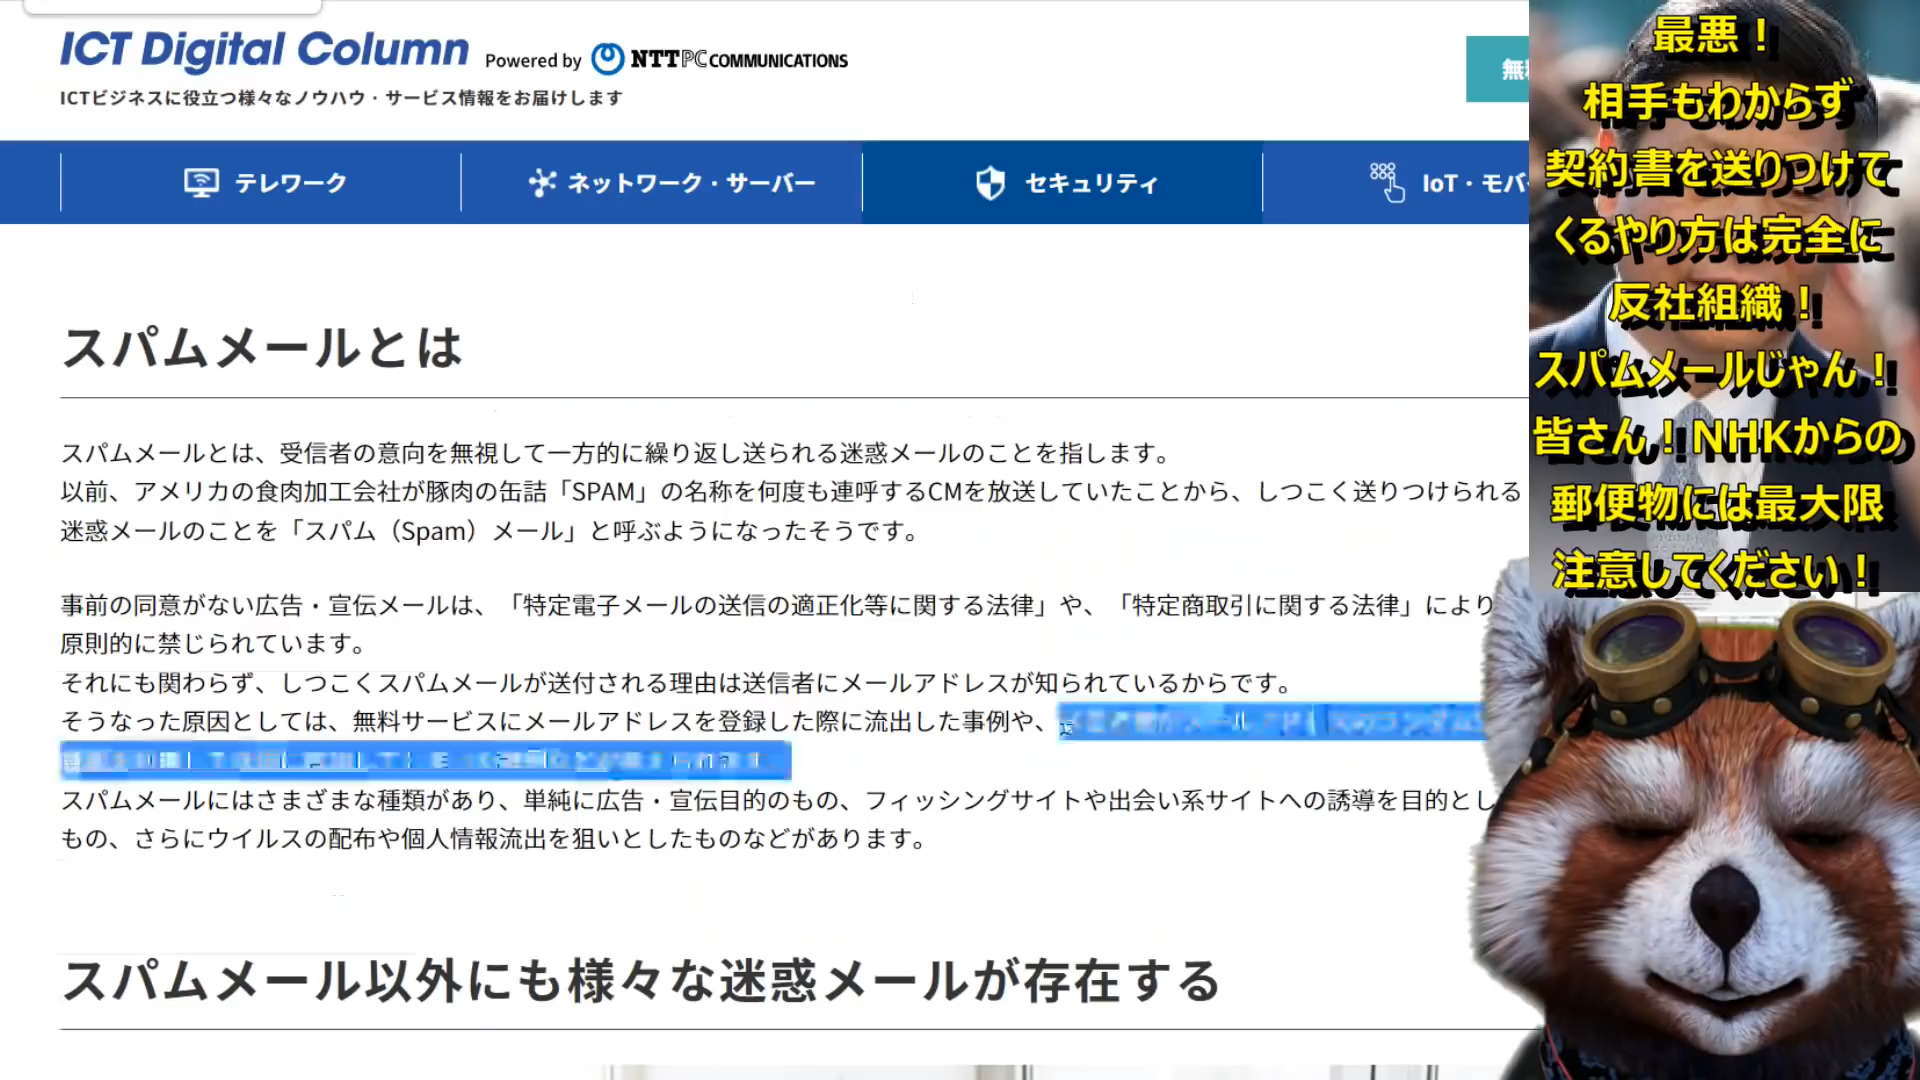 ICT Digital Column
Powered by NTTPC COMMUNICATIONS
ICTビジネスに役立つ様々なノウハウ・サービス情報をお届けします
無
テレワーク
ネットワーク・サーバー
セキュリティ
IoT・モバ
スパムメールとは
スパムメールとは、受信者の意向を無視して一方的に繰り返し送られる迷惑メールのことを指します。
以前、アメリカの食肉加工会社が豚肉の缶詰「SPAM」の名称を何度も連呼するCMを放送していたことから、しつこく送りつけられる
迷惑メールのことを「スパム（Spam）メール」と呼ぶようになったそうです。
事前の同意がない広告・宣伝メールは、「特定電子メールの送信の適正化等に関する法律」や、「特定商取引に関する法律」により
原則的に禁じられています。
それにも関わらず、しつこくスパムメールが送付される理由は送信者にメールアドレスが知られているからです。
そうなった原因としては、無料サービスにメールアドレスを登録した際に流出した事例や、
スパムメールにはさまざまな種類があり、単純に広告・宣伝目的のもの、フィッシングサイトや出会い系サイトへの誘導を目的とし
もの、さらにウイルスの配布や個人情報流出を狙いとしたものなどがあります。
スパムメール以外にも様々な迷惑メールが存在する
最悪！
相手もわからず
契約書を送りつけて
くるやり方は完全に
反社組織！
スパムメールじゃん！
皆さん！NHKからの
郵便物には最大限
注意してください！